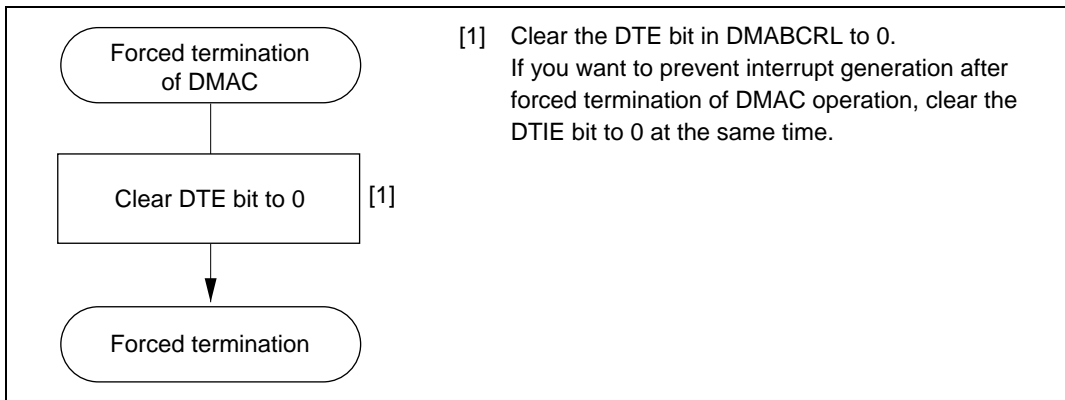 Forced termination
of DMAC
Clear DTE bit to 0
[1]
Forced termination
[1] Clear the DTE bit in DMABCRL to 0.
If you want to prevent interrupt generation after
forced termination of DMAC operation, clear the
DTIE bit to 0 at the same time.